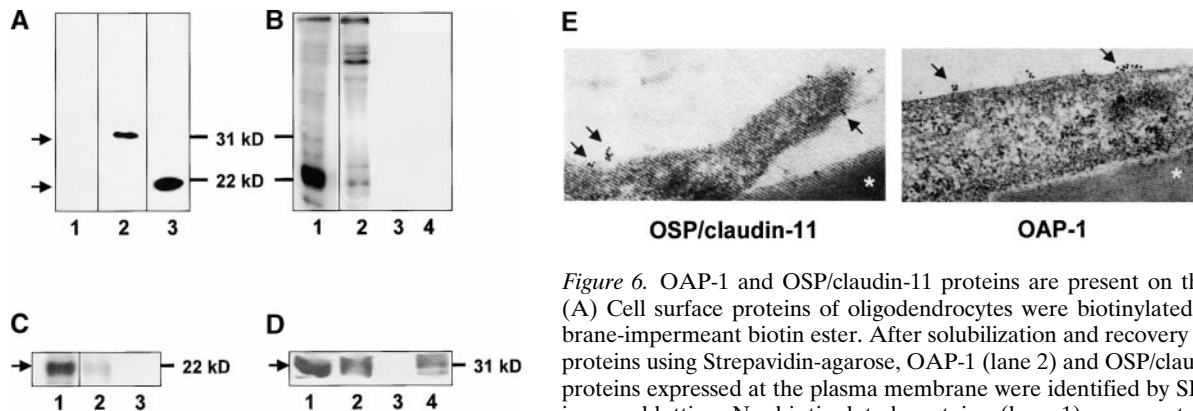 A
B
31 kD
22 kD
1 2 3
1 2 3 4
C
D
22 kD
31 kD
1 2 3
1 2 3 4
E
*
*
OSP/claudin-11
OAP-1
Figure 6. OAP-1 and OSP/claudin-11 proteins are present on th
(A) Cell surface proteins of oligodendrocytes were biotinylated
brane-impermeant biotin ester. After solubilization and recovery
proteins using Strepavidin-agarose, OAP-1 (lane 2) and OSP/clau
proteins expressed at the plasma membrane were identified by SI